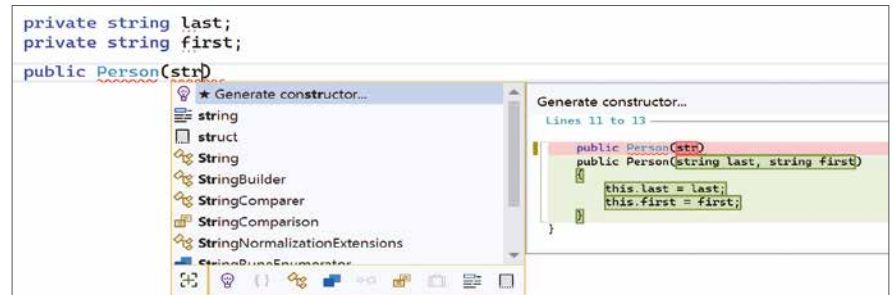 private string last;
private string first;
public Person(str)
★ Generate constructor...
string
struct
String
StringBuilder
StringComparer
StringComparison
StringNormalizationExtensions
StringRuneEnumerator
Generate constructor...
Lines 11 to 13
public Person(str)
public Person(string last, string first)
{
this.last = last;
this.first = first;
}
}